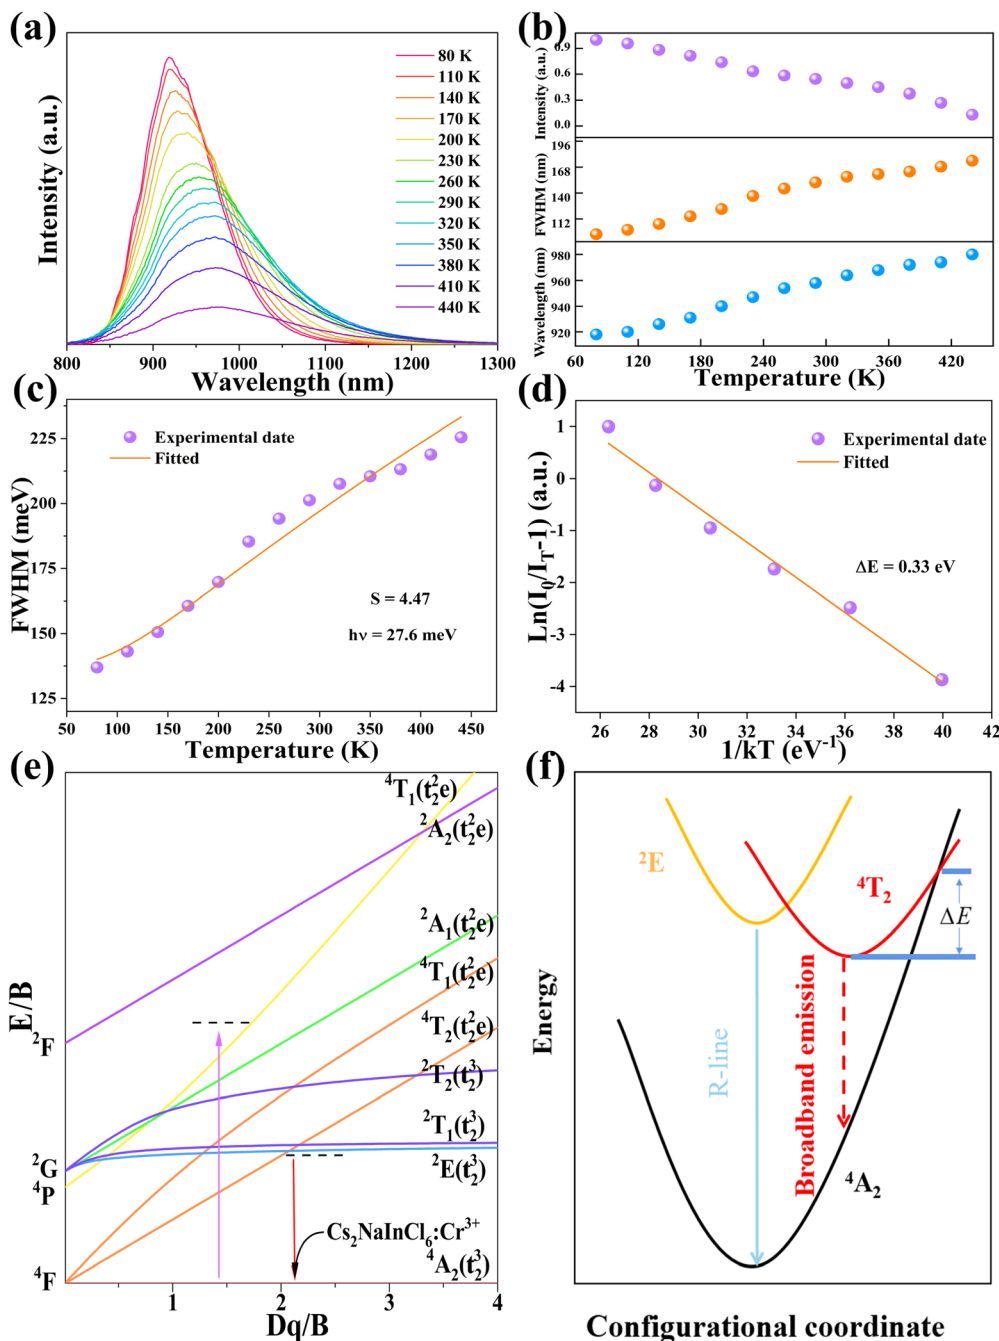 (a)
Intensity (a.u.)
80 K
110 K
140 K
170 K
200 K
230 K
260 K
290 K
320 K
350 K
380 K
410 K
440 K
800 900 1000 1100 1200 1300
Wavelength (nm)
(b)
Intensity (a.u.)
0.9
0.6
0.3
0.0
FWHM (nm)
196
168
140
112
Wavelength (nm)
980
960
940
920
60 120 180 240 300 360 420
Temperature (K)
(c)
FWHM (meV)
225
200
175
150
125
Experimental date
Fitted
S = 4.47
hν = 27.6 meV
50 100 150 200 250 300 350 400 450
Temperature (K)
(d)
Ln(I₀/I_T-1) (a.u.)
1
0
-1
-2
-3
-4
Experimental date
Fitted
ΔE = 0.33 eV
26 28 30 32 34 36 38 40 42
1/kT (eV⁻¹)
(e)
E/B
²F
²G
⁴P
⁴F
⁴T₁(t₂²e)
²A₂(t₂²e)
²A₁(t₂²e)
⁴T₁(t₂²e)
⁴T₂(t₂²e)
²T₂(t₂³)
²T₁(t₂³)
²E(t₂³)
Cs₂NaInCl₆:Cr³⁺
⁴A₂(t₂³)
1 2 3 4
Dq/B
(f)
Energy
²E
⁴T₂
ΔE
R-line
Broadband emission
⁴A₂
Configurational coordinate